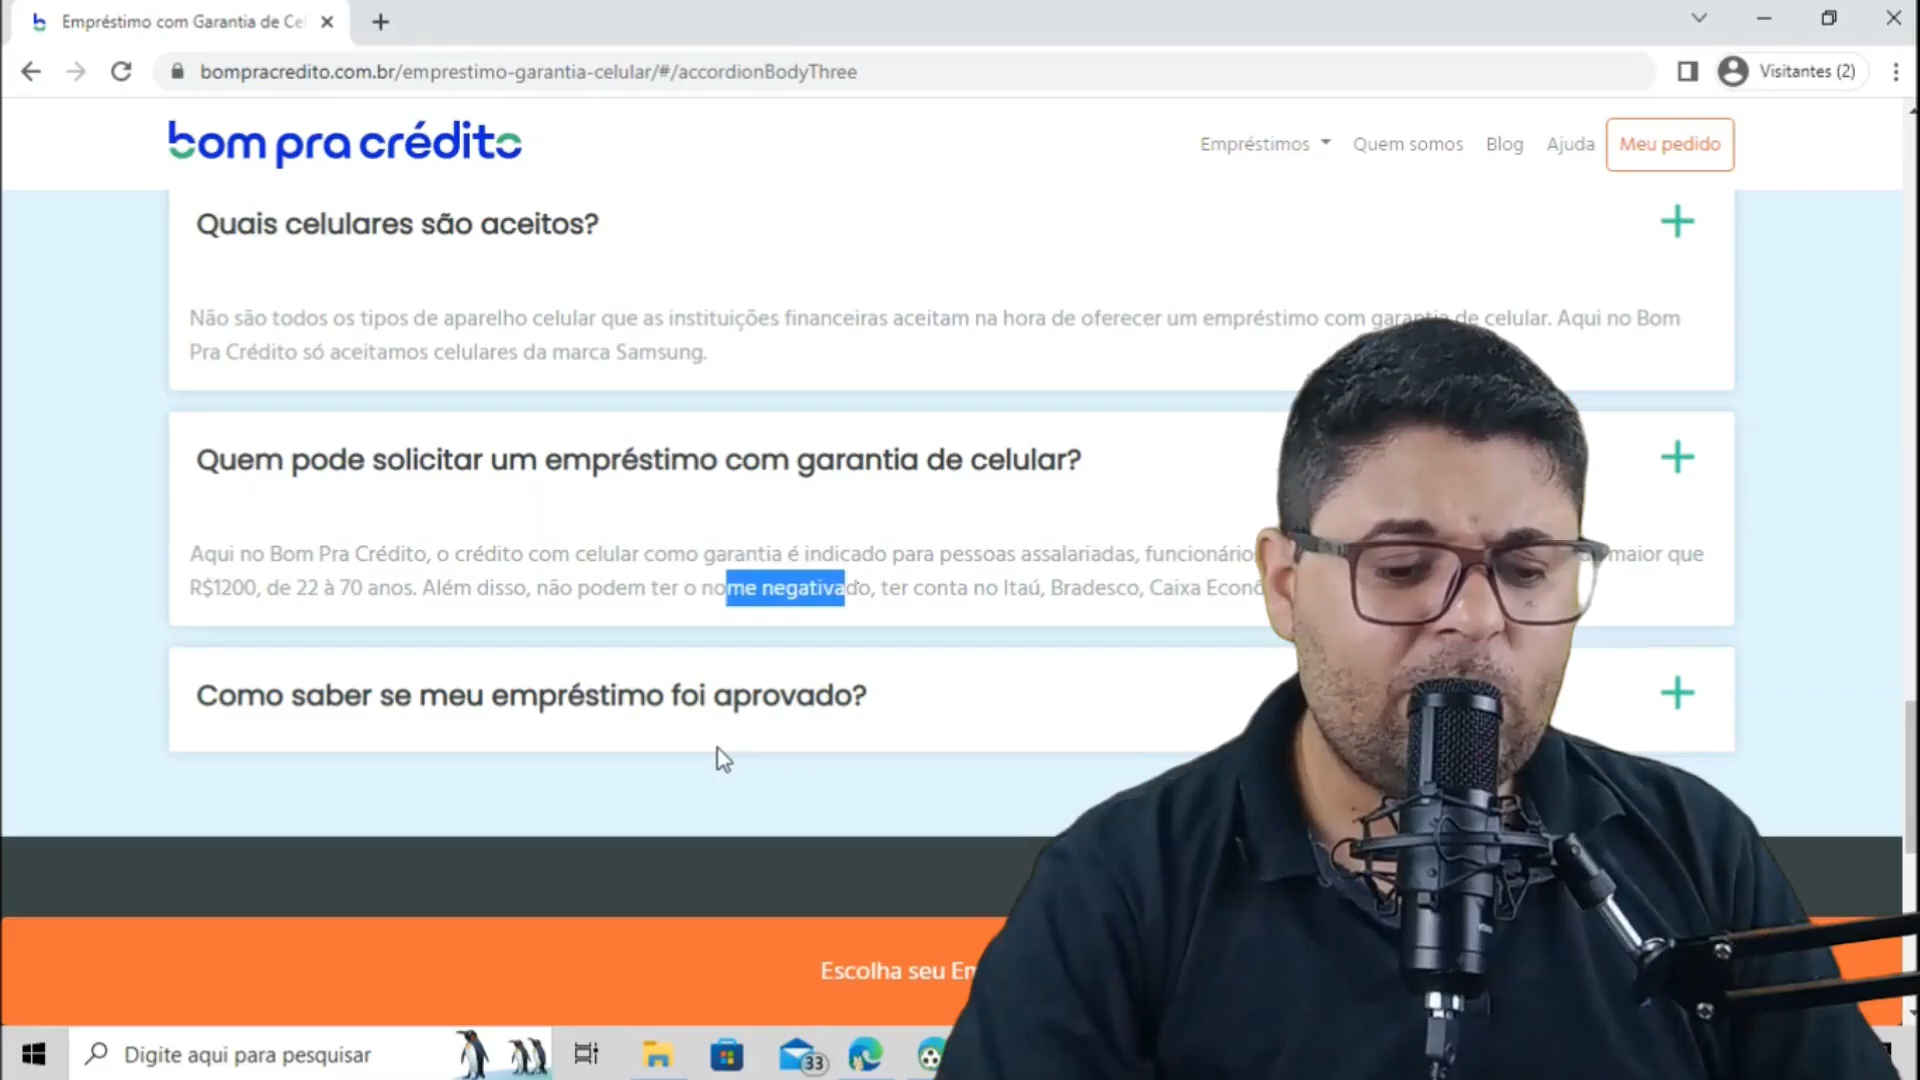 Empréstimo com Garantia de Ce
bompracredito.com.br/emprestimo-garantia-celular/#/accordionBodyThree
Visitantes (2)
bom pra crédito
Empréstimos
Quem somos
Blog
Ajuda
Meu pedido
Quais celulares são aceitos?
Não são todos os tipos de aparelho celular que as instituições financeiras aceitam na hora de oferecer um empréstimo com garantia de celular. Aqui no Bom
Pra Crédito só aceitamos celulares da marca Samsung.
Quem pode solicitar um empréstimo com garantia de celular?
Aqui no Bom Pra Crédito, o crédito com celular como garantia é indicado para pessoas assalariadas, maior que
R$1200, de 22 à 70 anos. Além disso, não podem ter o nome negativado, ter conta no Itaú, Bradesco, Caixa
Como saber se meu empréstimo foi aprovado?
Escolha seu
Digite aqui para pesquisar
33